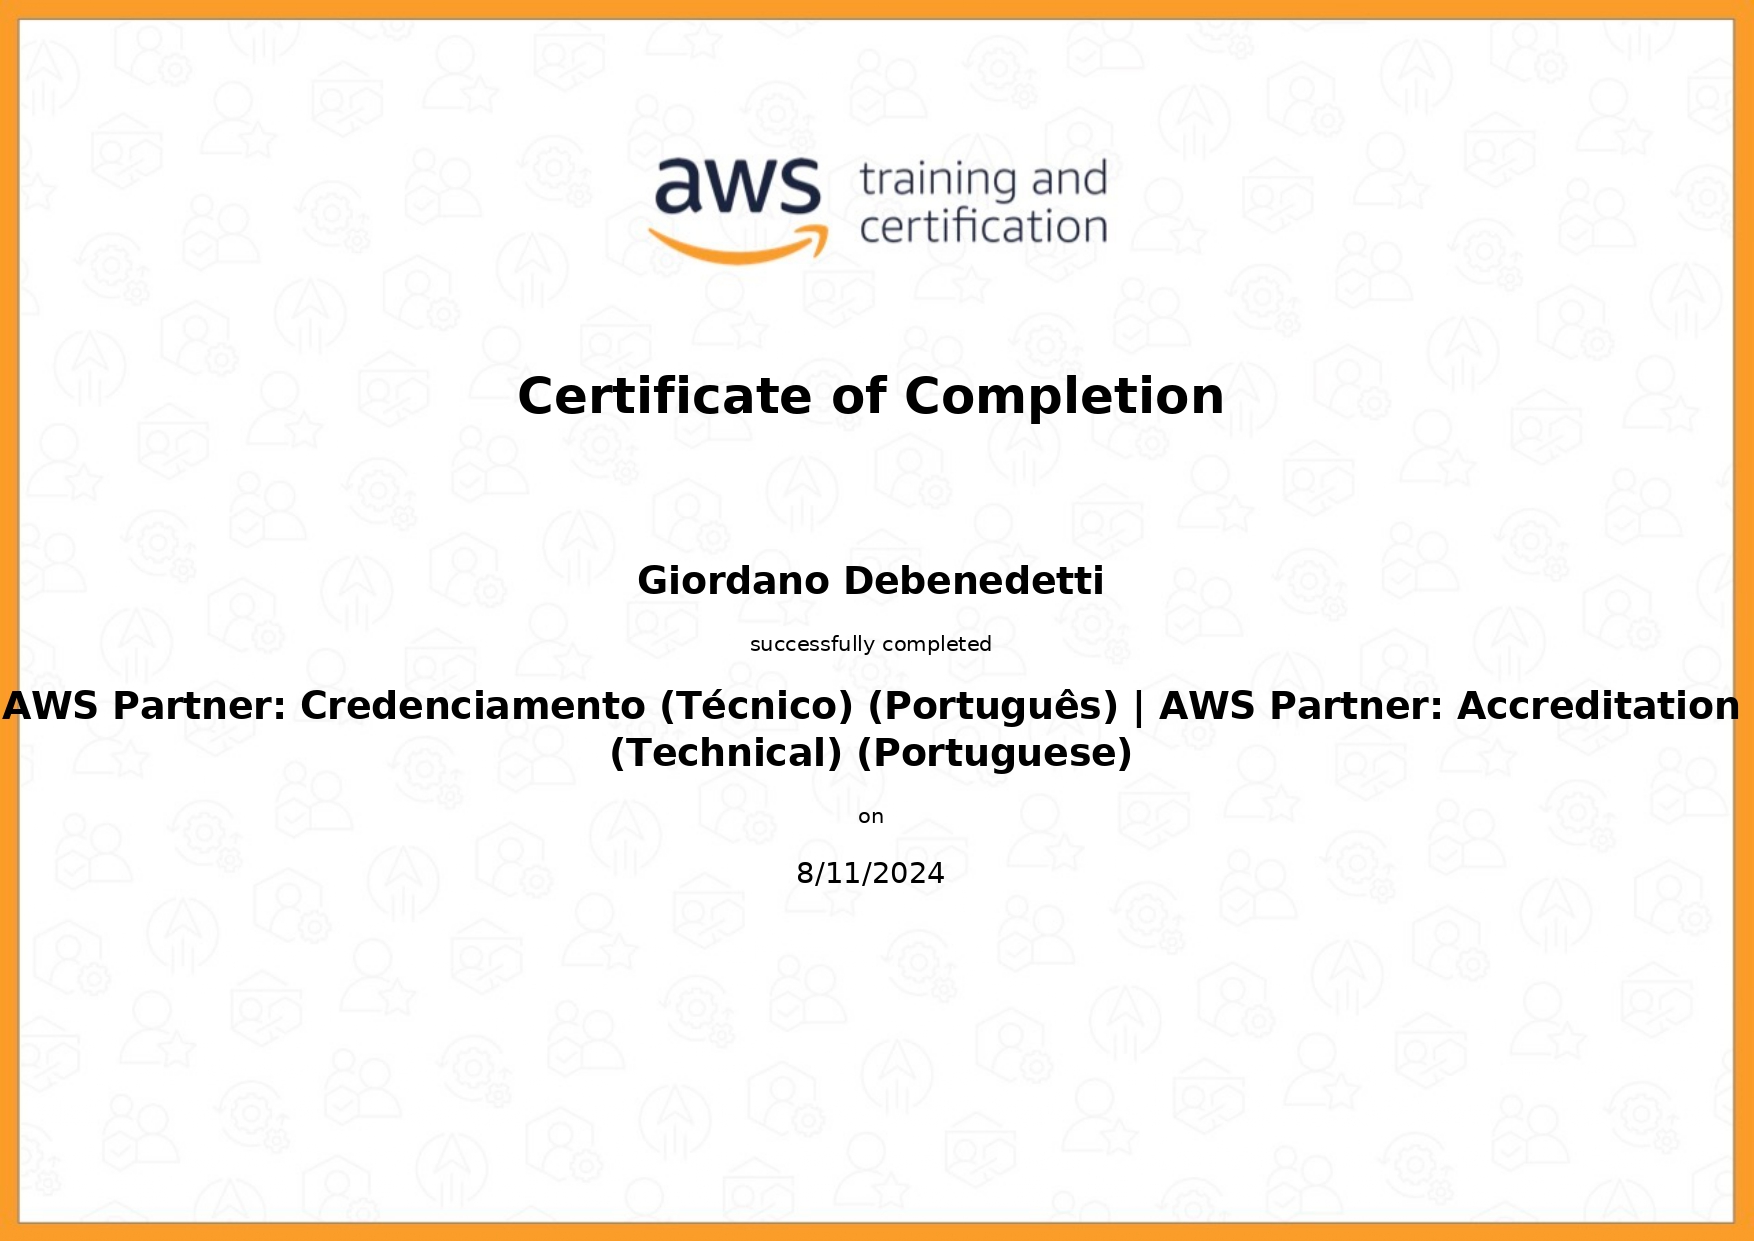 aws training and
certification
Certificate of Completion
Giordano Debenedetti
successfully completed
AWS Partner: Credenciamento (Técnico) (Português) | AWS Partner: Accreditation
(Technical) (Portuguese)
on
8/11/2024